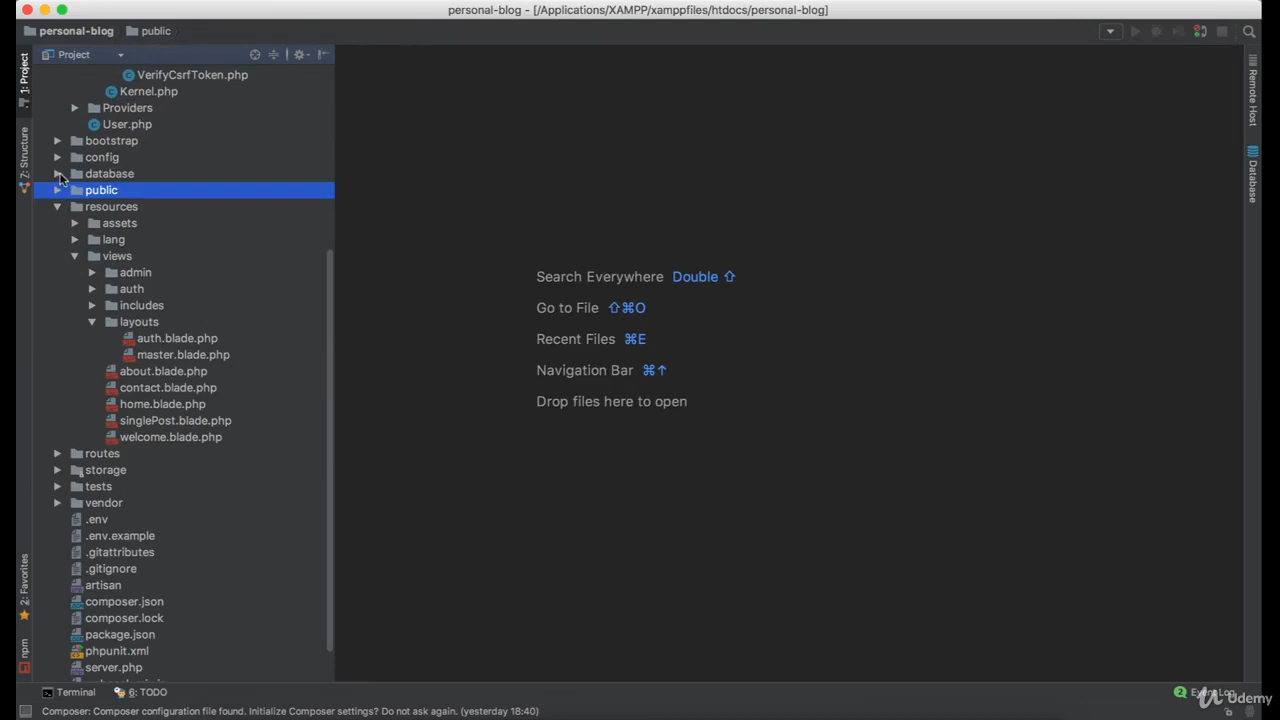 personal-blog - [/Applications/XAMPP/xamppfiles/htdocs/personal-blog]
personal-blog public
Project
VerifyCsrfToken.php
Kernel.php
Providers
User.php
bootstrap
config
database
public
resources
assets
lang
views
admin
auth
includes
layouts
auth.blade.php
master.blade.php
about.blade.php
contact.blade.php
home.blade.php
singlePost.blade.php
welcome.blade.php
routes
storage
tests
vendor
.env
.env.example
.gitattributes
.gitignore
artisan
composer.json
composer.lock
package.json
phpunit.xml
server.php
1: Project
7: Structure
2: Favorites
npm
Search Everywhere Double ⇧
Go to File ⇧⌘O
Recent Files ⌘E
Navigation Bar ⌘↑
Drop files here to open
Remote Host
Database
Terminal 6: TODO
2 Event Log
Composer: Composer configuration file found. Initialize Composer settings? Do not ask again. (yesterday 18:40)
Udemy